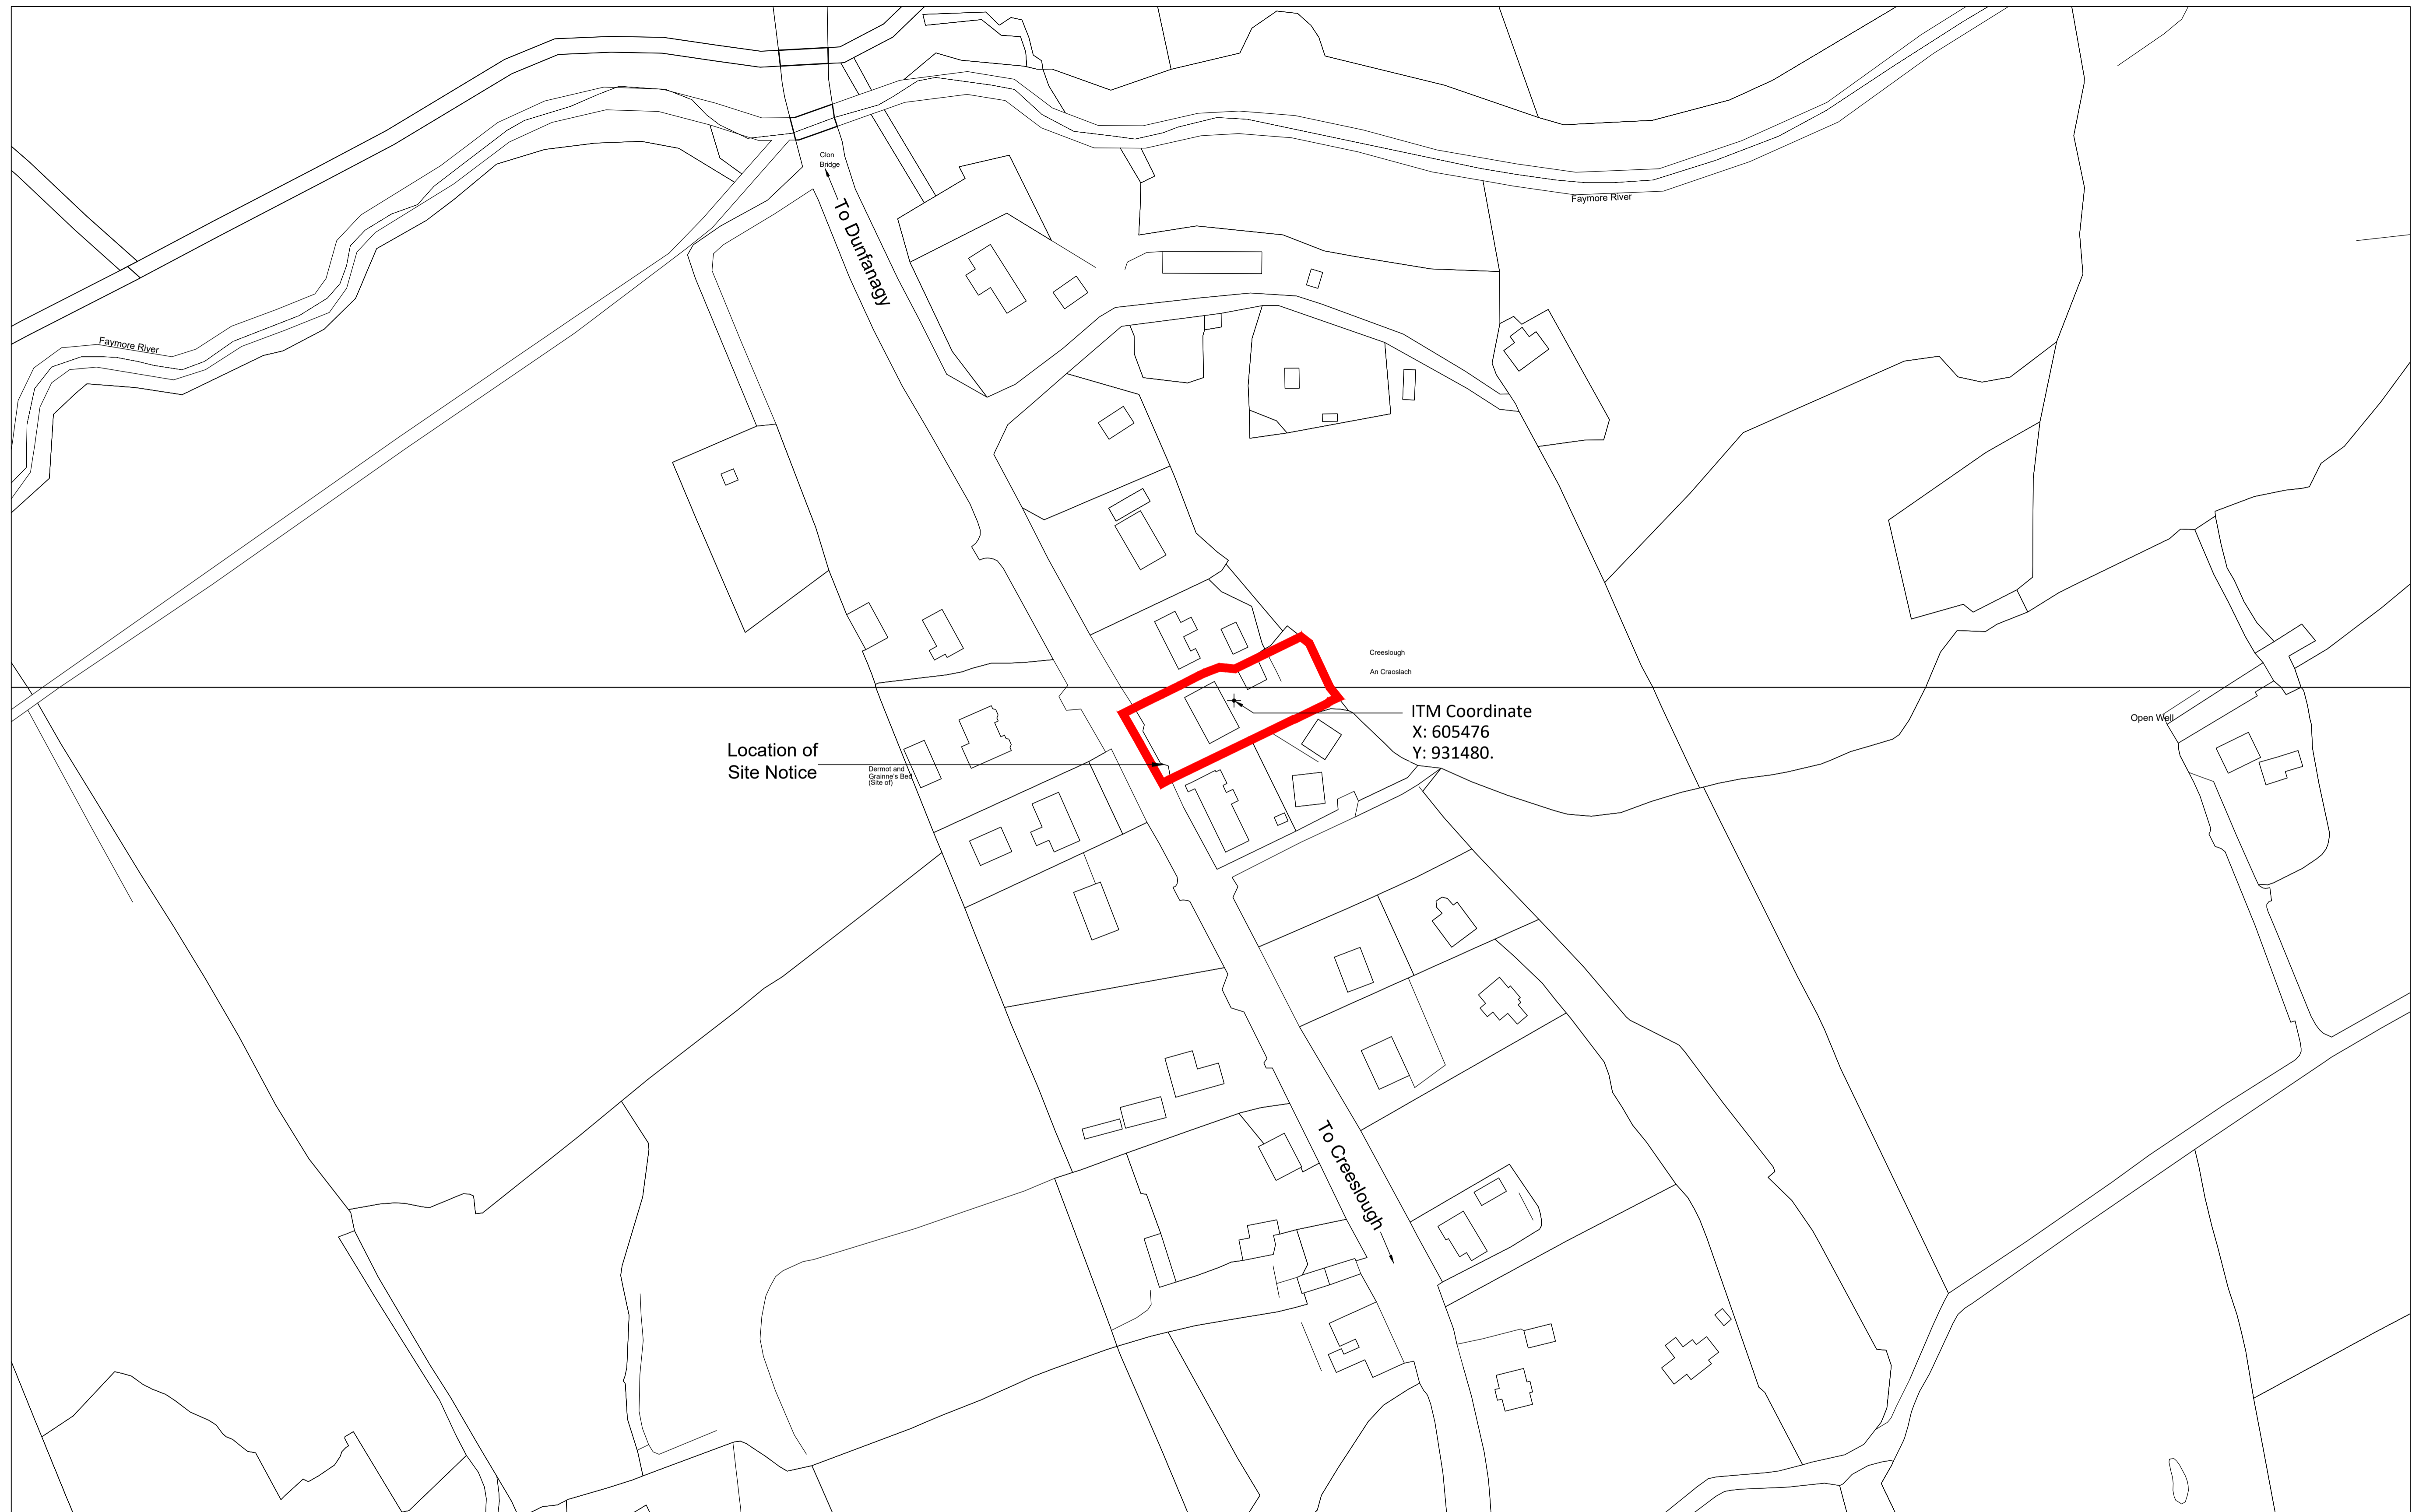 Clon
Bridge
To Dunfanagy
Faymore River
Faymore River
Creeslough
An Craoslach
ITM Coordinate
X: 605476
Y: 931480.
Open Well
Location of
Site Notice
Dermot and
Grainne's Bed
(Site of)
To Creeslough